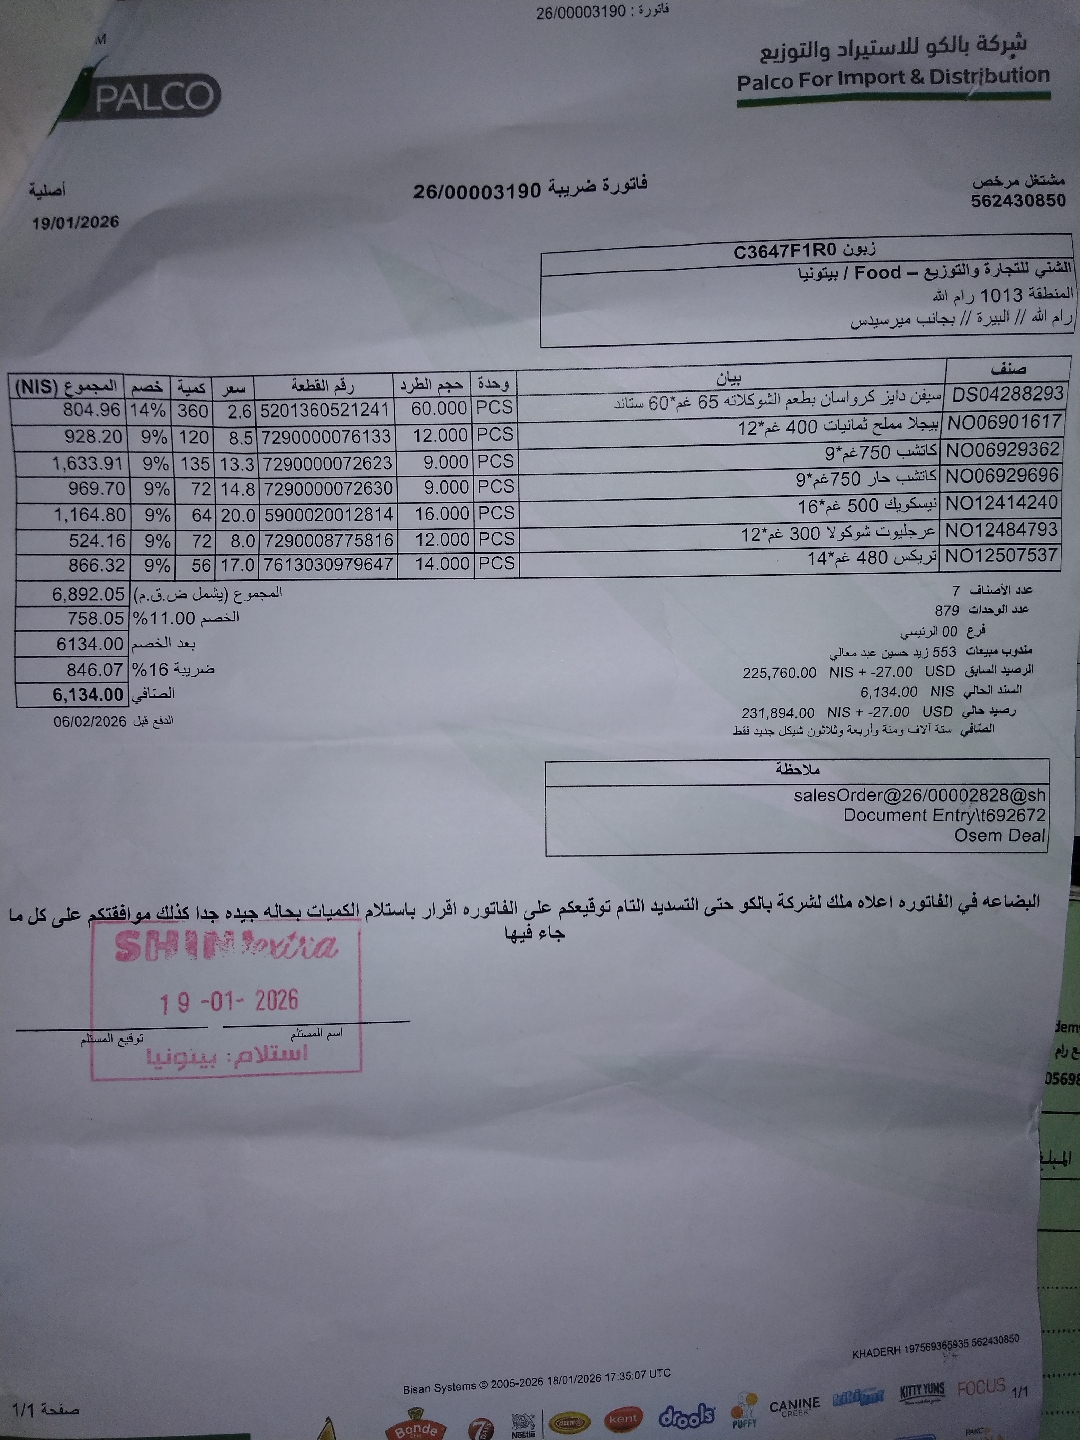 فاتورة : 26/00003190
PALCO
شركة بالكو للاستيراد والتوزيع
Palco For Import & Distribution
مشتغل مرخص
562430850
فاتورة ضريبة 26/00003190
أصلية
19/01/2026
زبون C3647F1R0
الشني للتجارة والتوزيع – Food / بيتونيا
المنطقة 1013 رام الله
رام الله // البيرة // بجانب ميرسيدس
صنف بيان وحدة حجم الطرد رقم القطعة سعر كمية خصم المجموع (NIS)
DS04288293 سيفن دايز كرواسان بطعم الشوكلاته 65 غم*60 ستاند PCS 60.000 5201360521241 2.6 360 14% 804.96
NO06901617 بيجلا مملح ثمانيات 400 غم*12 PCS 12.000 7290000076133 8.5 120 9% 928.20
NO06929362 كاتشب 750غم*9 PCS 9.000 7290000072623 13.3 135 9% 1,633.91
NO06929696 كاتشب حار 750غم*9 PCS 9.000 7290000072630 14.8 72 9% 969.70
NO12414240 نيسكويك 500 غم*16 PCS 16.000 5900020012814 20.0 64 9% 1,164.80
NO12484793 عرجليوت شوكولا 300 غم*12 PCS 12.000 7290008775816 8.0 72 9% 524.16
NO12507537 تريكس 480 غم*14 PCS 14.000 7613030979647 17.0 56 9% 866.32
المجموع (يشمل ض.ق.م) 6,892.05
الخصم 11.00% 758.05
بعد الخصم 6134.00
ضريبة 16% 846.07
الصافي 6,134.00
الدفع قبل 06/02/2026
عدد الأصناف 7
عدد الوحدات 879
فرع 00 الرئيسي
مندوب مبيعات 553 زيد حسين عبد معالي
الرصيد السابق 225,760.00 NIS + -27.00 USD
السند الحالي 6,134.00 NIS
رصيد حالي 231,894.00 NIS + -27.00 USD
الصافي ستة آلاف ومئة وأربعة وثلاثون شيكل جديد فقط
ملاحظة
salesOrder@26/00002828@sh
Document Entry\t692672
Osem Deal
البضاعه في الفاتوره اعلاه ملك لشركة بالكو حتى التسديد التام توقيعكم على الفاتوره اقرار باستلام الكميات بحاله جيده جدا كذلك موافقتكم على كل ما
جاء فيها
SHINI extra
19 -01- 2026
اسم المستلم
توقيع المستلم
استلام: بيتونيا
KHADERH 197569365935 562430850
Bisan Systems © 2005-2026 18/01/2026 17:35:07 UTC
صفحة 1/1
Bonde
7
Nestle
kent
drools
PUFFY
CANINE
CREEK
KITTY YUMS
FOCUS
1/1